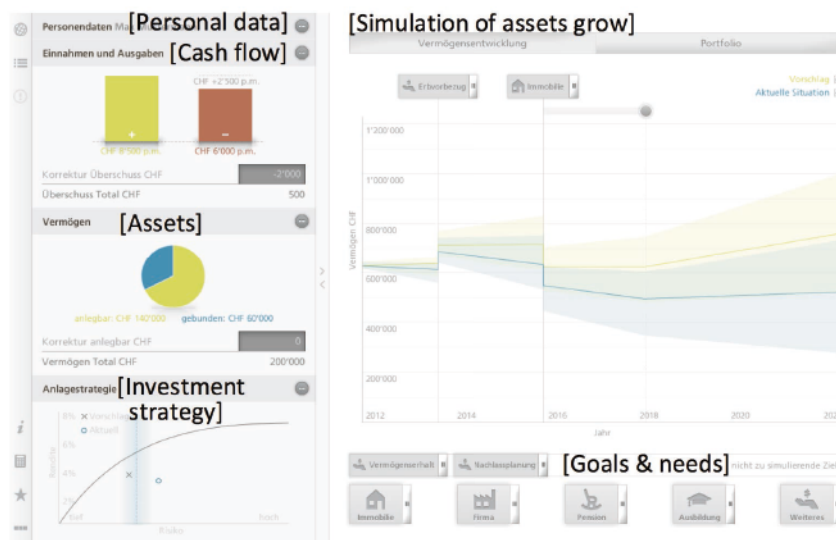 Personendaten [Personal data]
Einnahmen und Ausgaben [Cash flow]
CHF +2'500 p.m.
+
–
CHF 8'500 p.m. CHF 6'000 p.m.
Korrektur Überschuss CHF -2'000
Überschuss Total CHF 500
Vermögen [Assets]
anlegbar: CHF 140'000 gebunden: CHF 60'000
Korrektur anlegbar CHF 0
Vermögen Total CHF 200'000
Anlagestrategie [Investment
strategy]
8% × Vorschlag
o Aktuell
6%
4%
2%
Rendite
Tief Hoch
Risiko
[Simulation of assets grow]
Vermögensentwicklung Portfolio
Erbvorbezug Immobilie
Vorschlag
Aktuelle Situation
1'200'000
1'000'000
800'000
600'000
400'000
200'000
Vermögen CHF
2012 2014 2016 2018 2020
Jahr
Vermögenserhalt Nachlassplanung [Goals & needs] nicht zu simulierende
Immobilie Firma Pension Ausbildung Weiteres